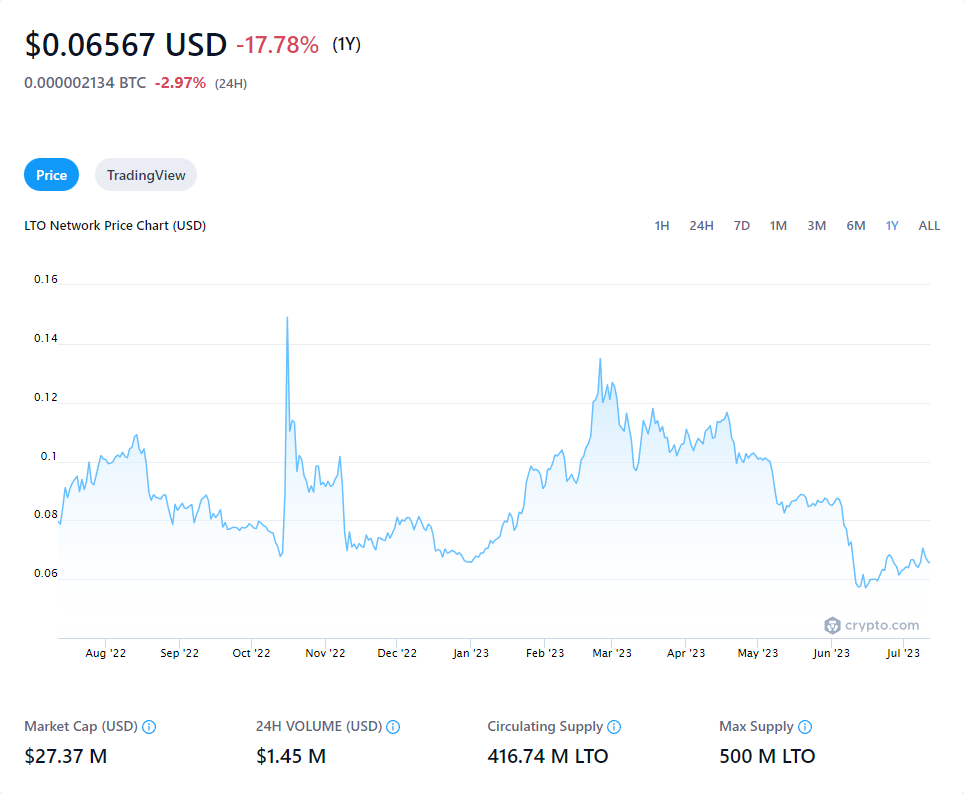 $0.06567 USD -17.78% (1Y)
0.000002134 BTC -2.97% (24H)
Price TradingView
LTO Network Price Chart (USD) 1H 24H 7D 1M 3M 6M 1Y ALL
0.16
0.14
0.12
0.1
0.08
0.06
crypto.com
Aug '22 Sep '22 Oct '22 Nov '22 Dec '22 Jan '23 Feb '23 Mar '23 Apr '23 May '23 Jun '23 Jul '23
Market Cap (USD) 24H VOLUME (USD) Circulating Supply Max Supply
$27.37 M $1.45 M 416.74 M LTO 500 M LTO